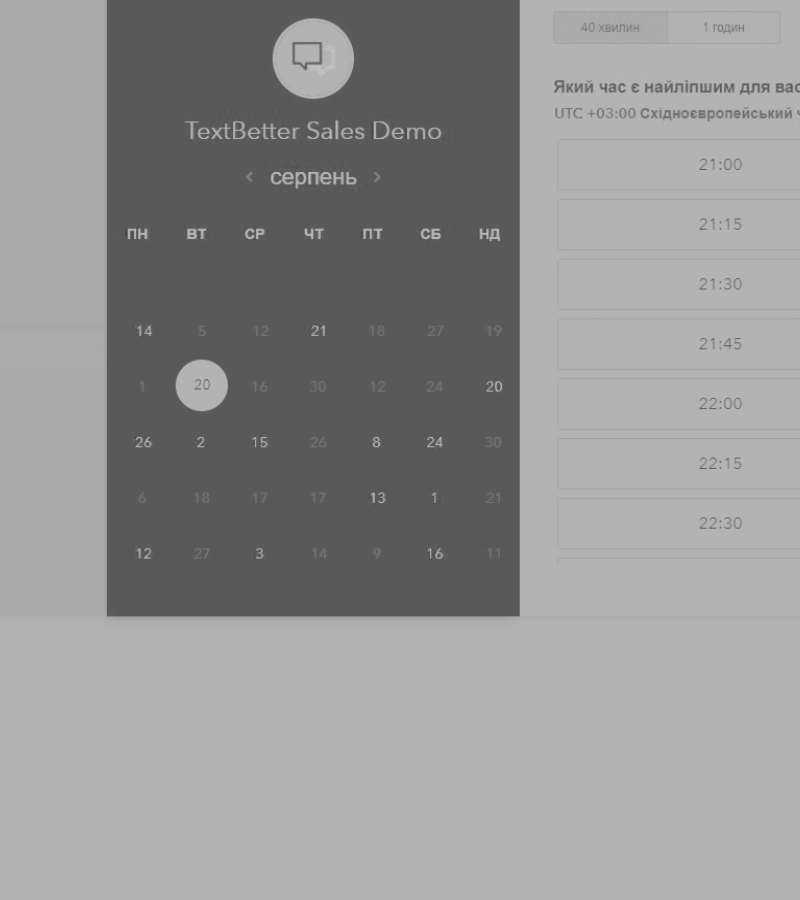 TextBetter Sales Demo
серпень
ПН ВТ СР ЧТ ПТ СБ НД
14 5 12 21 18 27 19
1 20 16 30 12 24 20
26 2 15 26 8 24 30
6 18 17 17 13 1 21
12 27 3 14 9 16 11
40 хвилин 1 годин
Який час є найліпшим для вас
UTC +03:00 Східноєвропейський
21:00
21:15
21:30
21:45
22:00
22:15
22:30